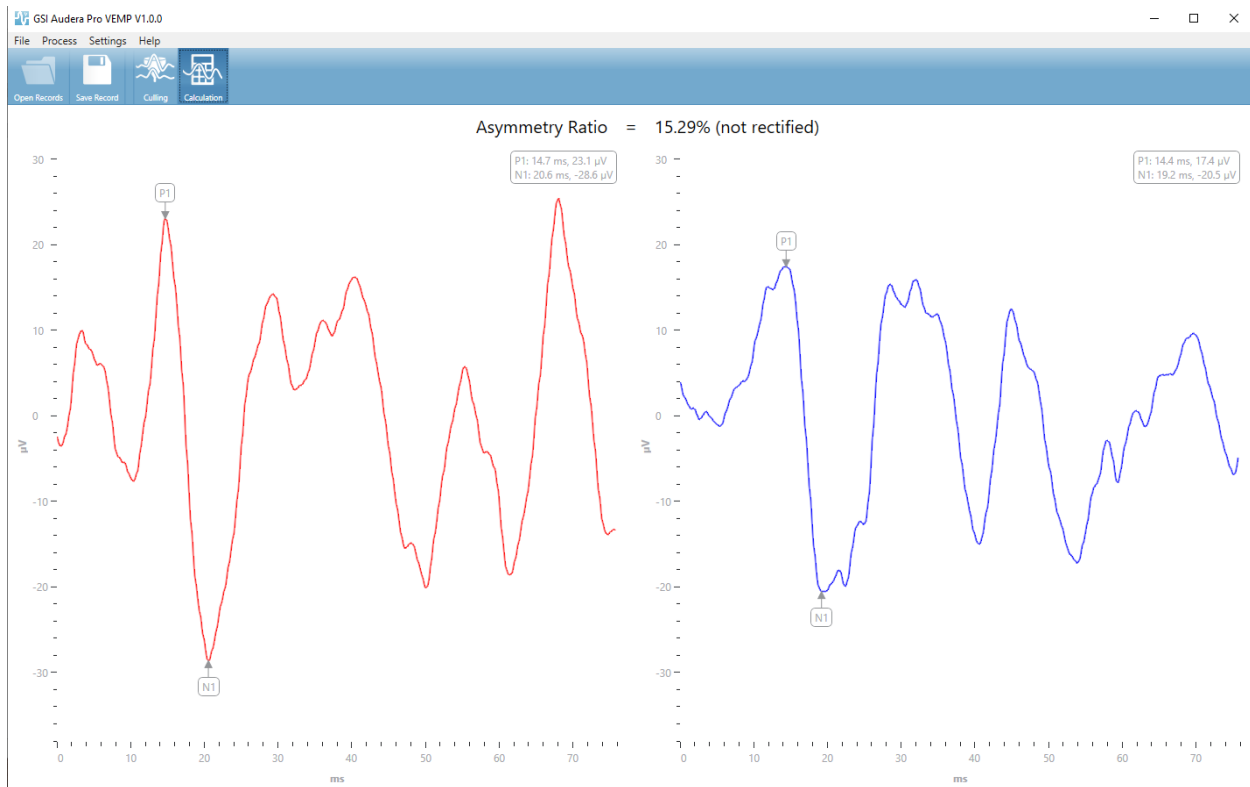 GSI Audera Pro VEMP V1.0.0
File Process Settings Help
Open Records Save Record Culling Calculation
Asymmetry Ratio = 15.29% (not rectified)
P1: 14.7 ms, 23.1 µV
N1: 20.6 ms, -28.6 µV
30
20
10
0
-10
-20
-30
µV
P1
N1
0 10 20 30 40 50 60 70
ms
P1: 14.4 ms, 17.4 µV
N1: 19.2 ms, -20.5 µV
30
20
10
0
-10
-20
-30
µV
P1
N1
0 10 20 30 40 50 60 70
ms